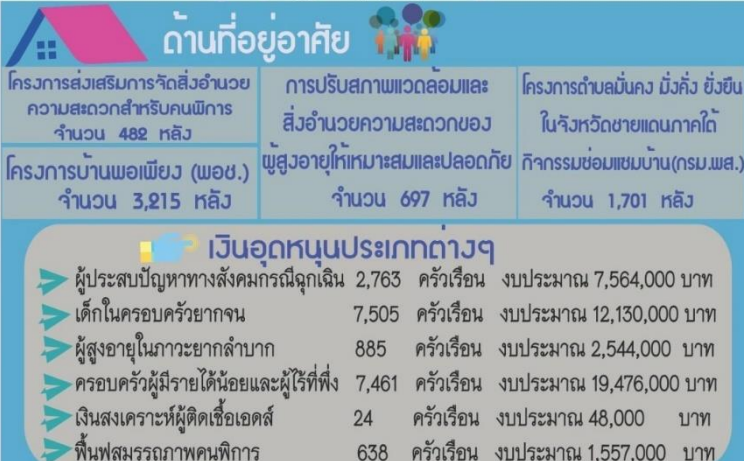 ด้านที่อยู่อาศัย
โครงการส่งเสริมการจัดสิ่งอำนวย
ความสะดวกสำหรับคนพิการ
จำนวน 482 หลัง
โครงการบ้านพอเพียง (พอช.)
จำนวน 3,215 หลัง
การปรับสภาพแวดล้อมและ
สิ่งอำนวยความสะดวกของ
ผู้สูงอายุให้เหมาะสมและปลอดภัย
จำนวน 697 หลัง
โครงการตำบลมั่นคง มั่งคั่ง ยั่งยืน
ในจังหวัดชายแดนภาคใต้
กิจกรรมซ่อมแซมบ้าน(กรม.พส.)
จำนวน 1,701 หลัง
เงินอุดหนุนประเภทต่างๆ
ผู้ประสบปัญหาทางสังคมกรณีฉุกเฉิน 2,763 ครัวเรือน งบประมาณ 7,564,000 บาท
เด็กในครอบครัวยากจน 7,505 ครัวเรือน งบประมาณ 12,130,000 บาท
ผู้สูงอายุในภาวะยากลำบาก 885 ครัวเรือน งบประมาณ 2,544,000 บาท
ครอบครัวผู้มีรายได้น้อยและผู้ไร้ที่พึ่ง 7,461 ครัวเรือน งบประมาณ 19,476,000 บาท
เงินสงเคราะห์ผู้ติดเชื้อเอดส์ 24 ครัวเรือน งบประมาณ 48,000 บาท
ฟื้นฟูสมรรถภาพคนพิการ 638 ครัวเรือน งบประมาณ 1,557,000 บาท